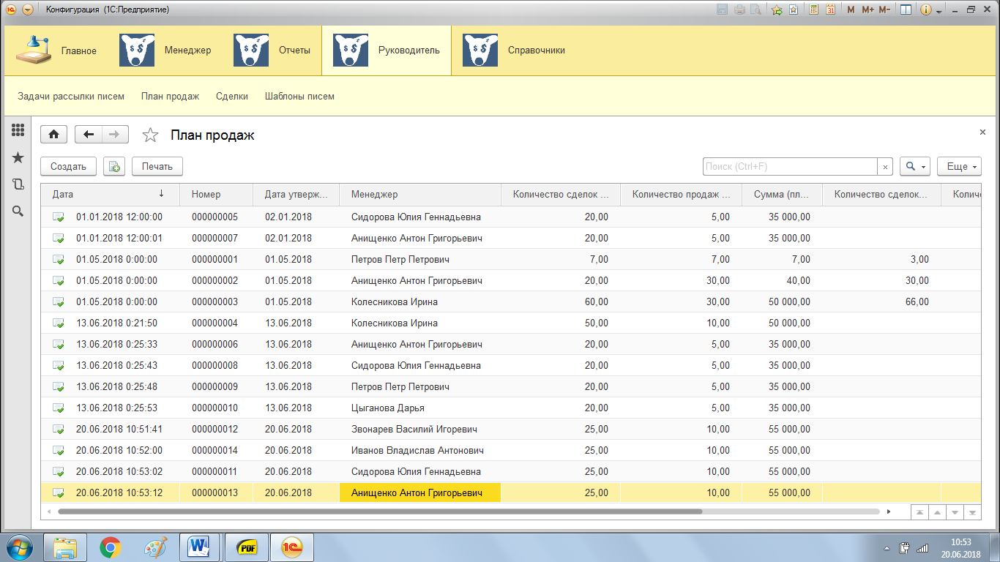 Конфигурация (1С:Предприятие)
M M+ M-
Главное Менеджер Отчеты Руководитель Справочники
Задачи рассылки писем План продаж Сделки Шаблоны писем
План продаж
Создать Печать Поиск (Ctrl+F) Еще
Дата Номер Дата утверж... Менеджер Количество сделок ... Количество продаж ... Сумма (пл... Количество сделок... Количе
01.01.2018 12:00:00 000000005 02.01.2018 Сидорова Юлия Геннадьевна 20,00 5,00 35 000,00
01.01.2018 12:00:01 000000007 02.01.2018 Анищенко Антон Григорьевич 20,00 5,00 35 000,00
01.05.2018 0:00:00 000000001 01.05.2018 Петров Петр Петрович 7,00 7,00 7,00 3,00
01.05.2018 0:00:00 000000002 01.05.2018 Анищенко Антон Григорьевич 20,00 30,00 40,00 30,00
01.05.2018 0:00:00 000000003 01.05.2018 Колесникова Ирина 60,00 30,00 50 000,00 66,00
13.06.2018 0:21:50 000000004 13.06.2018 Колесникова Ирина 50,00 10,00 50 000,00
13.06.2018 0:25:33 000000006 13.06.2018 Анищенко Антон Григорьевич 20,00 5,00 35 000,00
13.06.2018 0:25:43 000000008 13.06.2018 Сидорова Юлия Геннадьевна 20,00 5,00 35 000,00
13.06.2018 0:25:48 000000009 13.06.2018 Петров Петр Петрович 20,00 5,00 35 000,00
13.06.2018 0:25:53 000000010 13.06.2018 Цыганова Дарья 20,00 5,00 35 000,00
20.06.2018 10:51:41 000000012 20.06.2018 Звонарев Василий Игоревич 25,00 10,00 55 000,00
20.06.2018 10:52:00 000000014 20.06.2018 Иванов Владислав Антонович 25,00 10,00 55 000,00
20.06.2018 10:53:02 000000011 20.06.2018 Сидорова Юлия Геннадьевна 25,00 10,00 55 000,00
20.06.2018 10:53:12 000000013 20.06.2018 Анищенко Антон Григорьевич 25,00 10,00 55 000,00
PDF 1С
10:53
20.06.2018